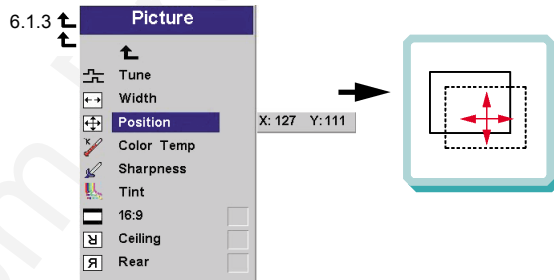 6.1.3
Picture
Tune
Width
Position X: 127 Y: 111
Color Temp
Sharpness
Tint
16:9
Ceiling
Rear